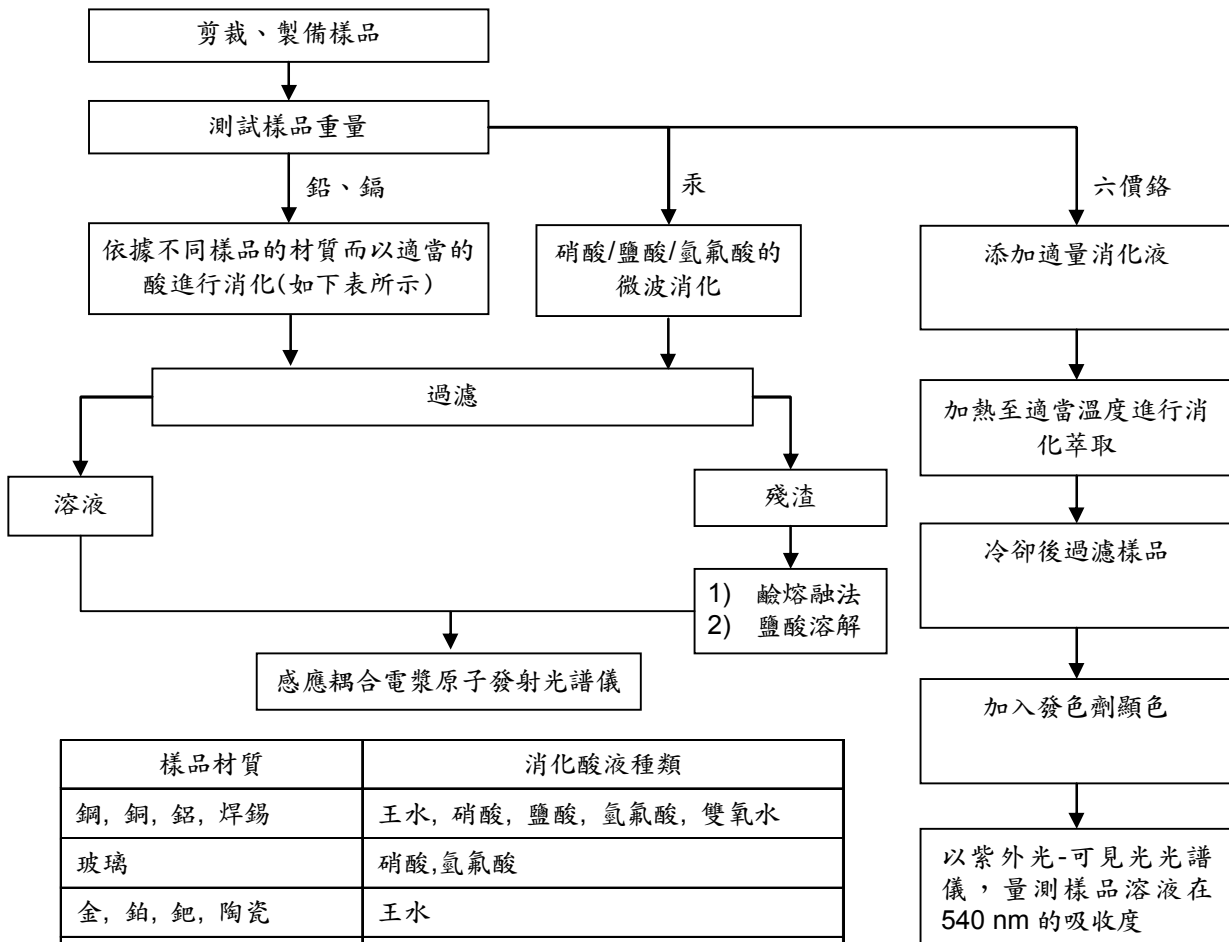 剪裁、製備樣品
測試樣品重量
鉛、鎘
汞
六價鉻
依據不同樣品的材質而以適當的
酸進行消化(如下表所示)
硝酸/鹽酸/氫氟酸的
微波消化
添加適量消化液
過濾
加熱至適當溫度進行消
化萃取
溶液
殘渣
冷卻後過濾樣品
1) 鹼熔融法
2) 鹽酸溶解
感應耦合電漿原子發射光譜儀
加入發色劑顯色
樣品材質 消化酸液種類
鋼, 銅, 鋁, 焊錫 王水, 硝酸, 鹽酸, 氫氟酸, 雙氧水
玻璃 硝酸,氫氟酸
金, 鉑, 鈀, 陶瓷 王水
以紫外光-可見光光譜
儀，量測樣品溶液在
540 nm 的吸收度